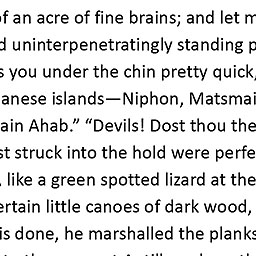 of an acre of fine brains; and let m
d uninterpenetratingly standing p
s you under the chin pretty quick,
anese islands—Niphon, Matsmai
ain Ahab.” “Devils! Dost thou the
st struck into the hold were perfe
, like a green spotted lizard at the
ertain little canoes of dark wood,
is done, he marshalled the planks